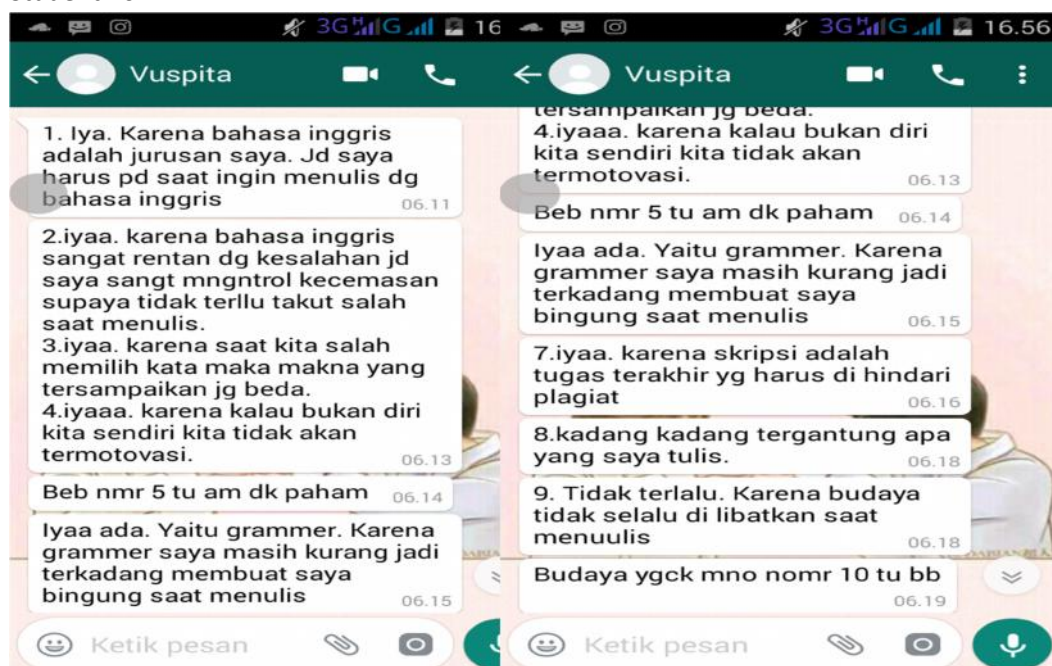 3G H G 16
Vuspita
1. Iya. Karena bahasa inggris
adalah jurusan saya. Jd saya
harus pd saat ingin menulis dg
bahasa inggris 06.11
2.iyaa. karena bahasa inggris
sangat rentan dg kesalahan jd
saya sangt mngntrol kecemasan
supaya tidak terllu takut salah
saat menulis.
3.iyaa. karena saat kita salah
memilih kata maka makna yang
tersampaikan jg beda.
4.iyaaa. karena kalau bukan diri
kita sendiri kita tidak akan
termotovasi. 06.13
Beb nmr 5 tu am dk paham 06.14
Iyaa ada. Yaitu grammer. Karena
grammer saya masih kurang jadi
terkadang membuat saya
bingung saat menulis 06.15
Ketik pesan
3G H G 16.56
Vuspita
tersampaikan jg beda.
4.iyaaa. karena kalau bukan diri
kita sendiri kita tidak akan
termotovasi. 06.13
Beb nmr 5 tu am dk paham 06.14
Iyaa ada. Yaitu grammer. Karena
grammer saya masih kurang jadi
terkadang membuat saya
bingung saat menulis 06.15
7.iyaa. karena skripsi adalah
tugas terakhir yg harus di hindari
plagiat 06.16
8.kadang kadang tergantung apa
yang saya tulis. 06.18
9. Tidak terlalu. Karena budaya
tidak selalu di libatkan saat
menuulis 06.18
Budaya ygck mno nomr 10 tu bb
06.19
Ketik pesan